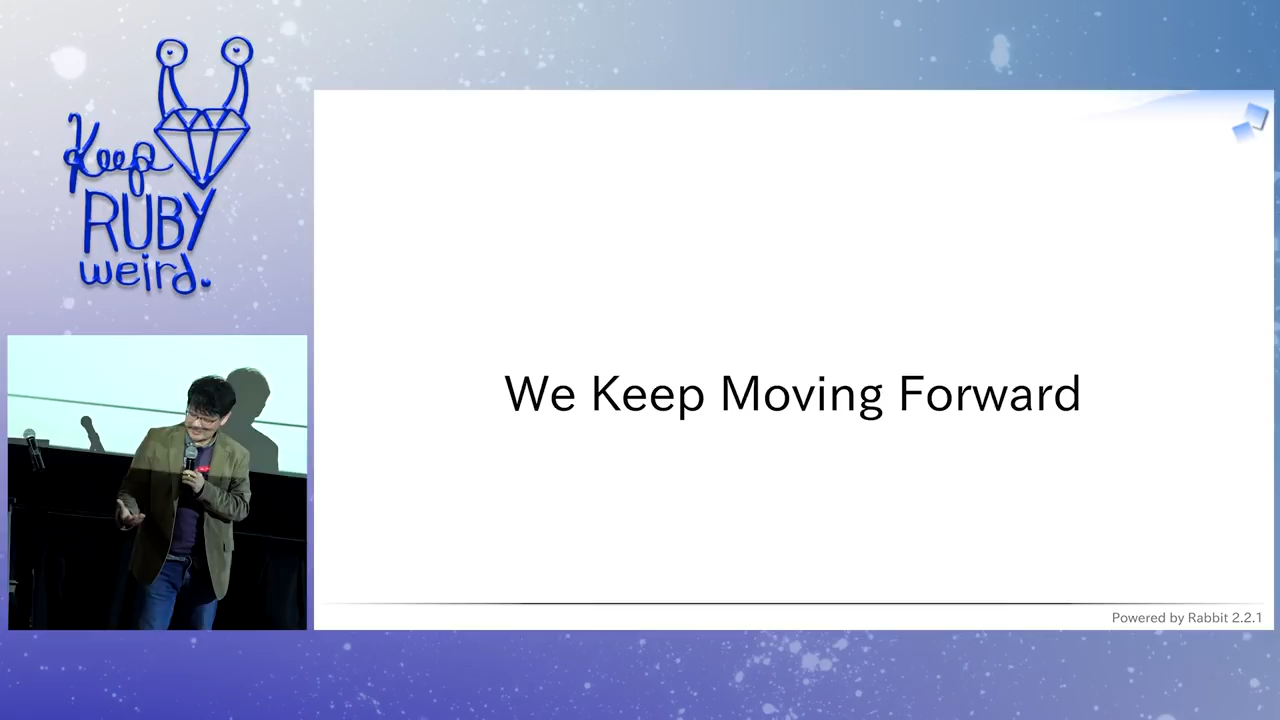 Keep
RUBY
weird.
We Keep Moving Forward
Powered by Rabbit 2.2.1